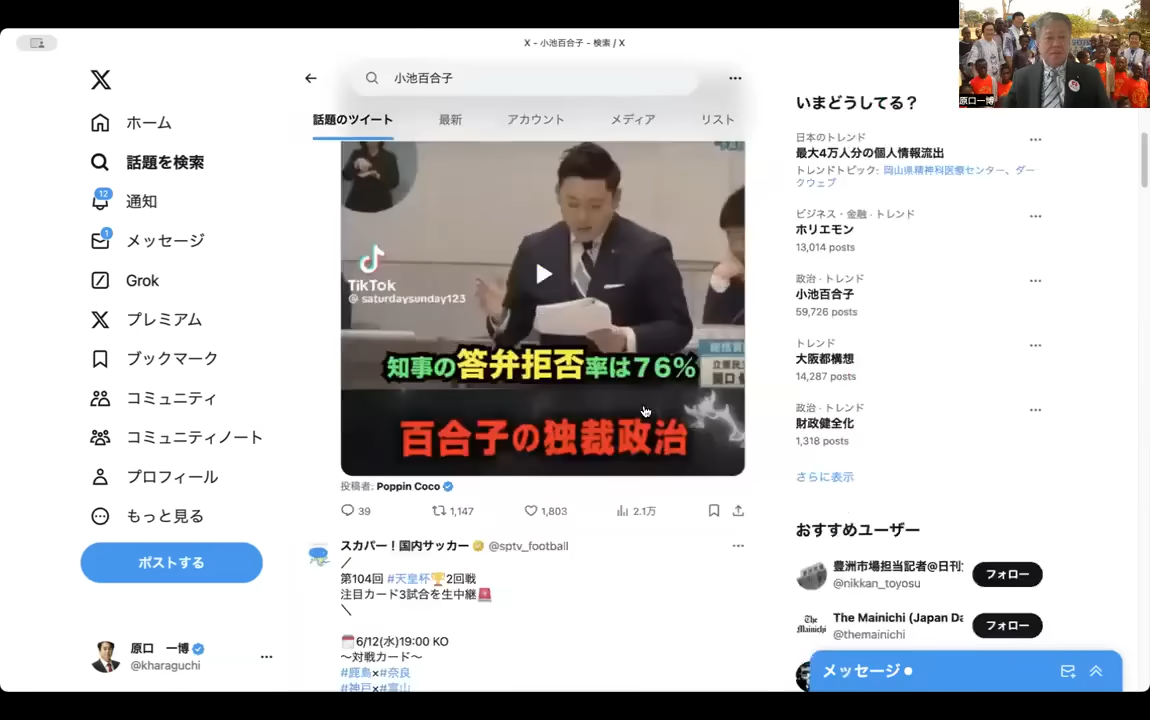 X - 小池百合子 - 検索 / X
原口一博
ホーム
話題を検索
12
通知
1
メッセージ
Grok
プレミアム
ブックマーク
コミュニティ
コミュニティノート
プロフィール
もっと見る
ポストする
原口 一博
@kharaguchi
小池百合子
話題のツイート
最新
アカウント
メディア
リスト
TikTok
@saturdaysunday123
知事の答弁拒否率は76%
百合子の独裁政治
投稿者: Poppin Coco
39
1,147
1,803
2.1万
スカパー!国内サッカー @sptv_football
/
第104回 #天皇杯🏆2回戦
注目カード3試合を生中継🚨
\
🗓6/12(水)19:00 KO
〜対戦カード〜
#鹿島×#奈良
#神戸×#富山
いまどうしてる?
日本のトレンド
最大4万人分の個人情報流出
トレンドトピック: 岡山県精神科医療センター、ダー
クウェブ
ビジネス・金融 · トレンド
ホリエモン
13,014 posts
政治 · トレンド
小池百合子
59,726 posts
トレンド
大阪都構想
14,287 posts
政治 · トレンド
財政健全化
1,318 posts
さらに表示
おすすめユーザー
豊洲市場担当記者@日刊
@nikkan_toyosu
フォロー
The Mainichi
The Mainichi (Japan Da
@themainichi
フォロー
メッセージ